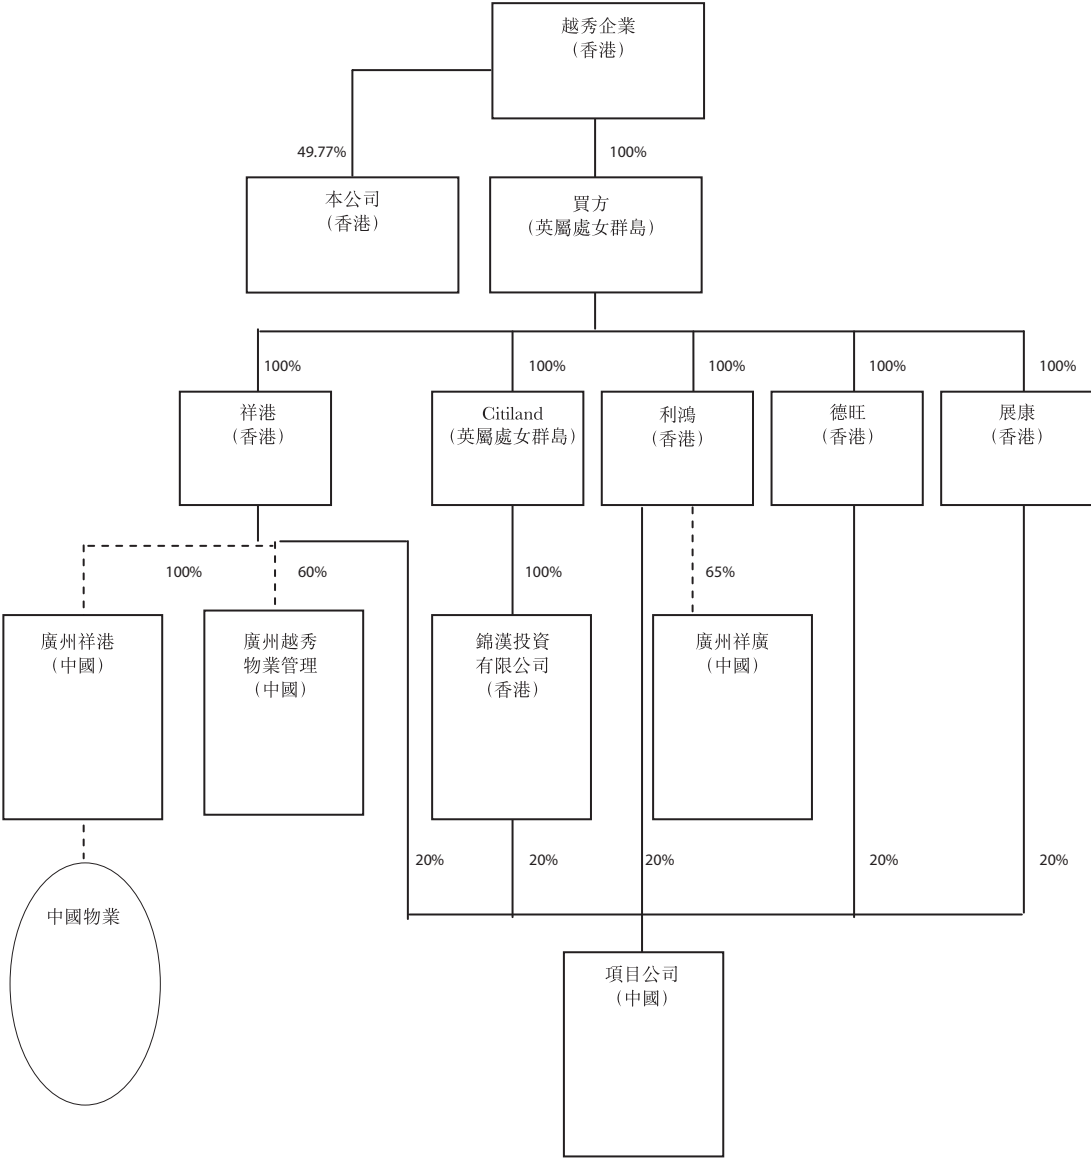 越秀企業
（香港）
49.77%
100%
本公司
（香港）
買方
（英屬處女群島）
100%
100%
100%
100%
100%
祥港
（香港）
Citiland
（英屬處女群島）
利鴻
（香港）
德旺
（香港）
展康
（香港）
100%
60%
100%
65%
廣州祥港
（中國）
廣州越秀
物業管理
（中國）
錦漢投資
有限公司
（香港）
廣州祥廣
（中國）
20%
20%
20%
20%
20%
中國物業
項目公司
（中國）